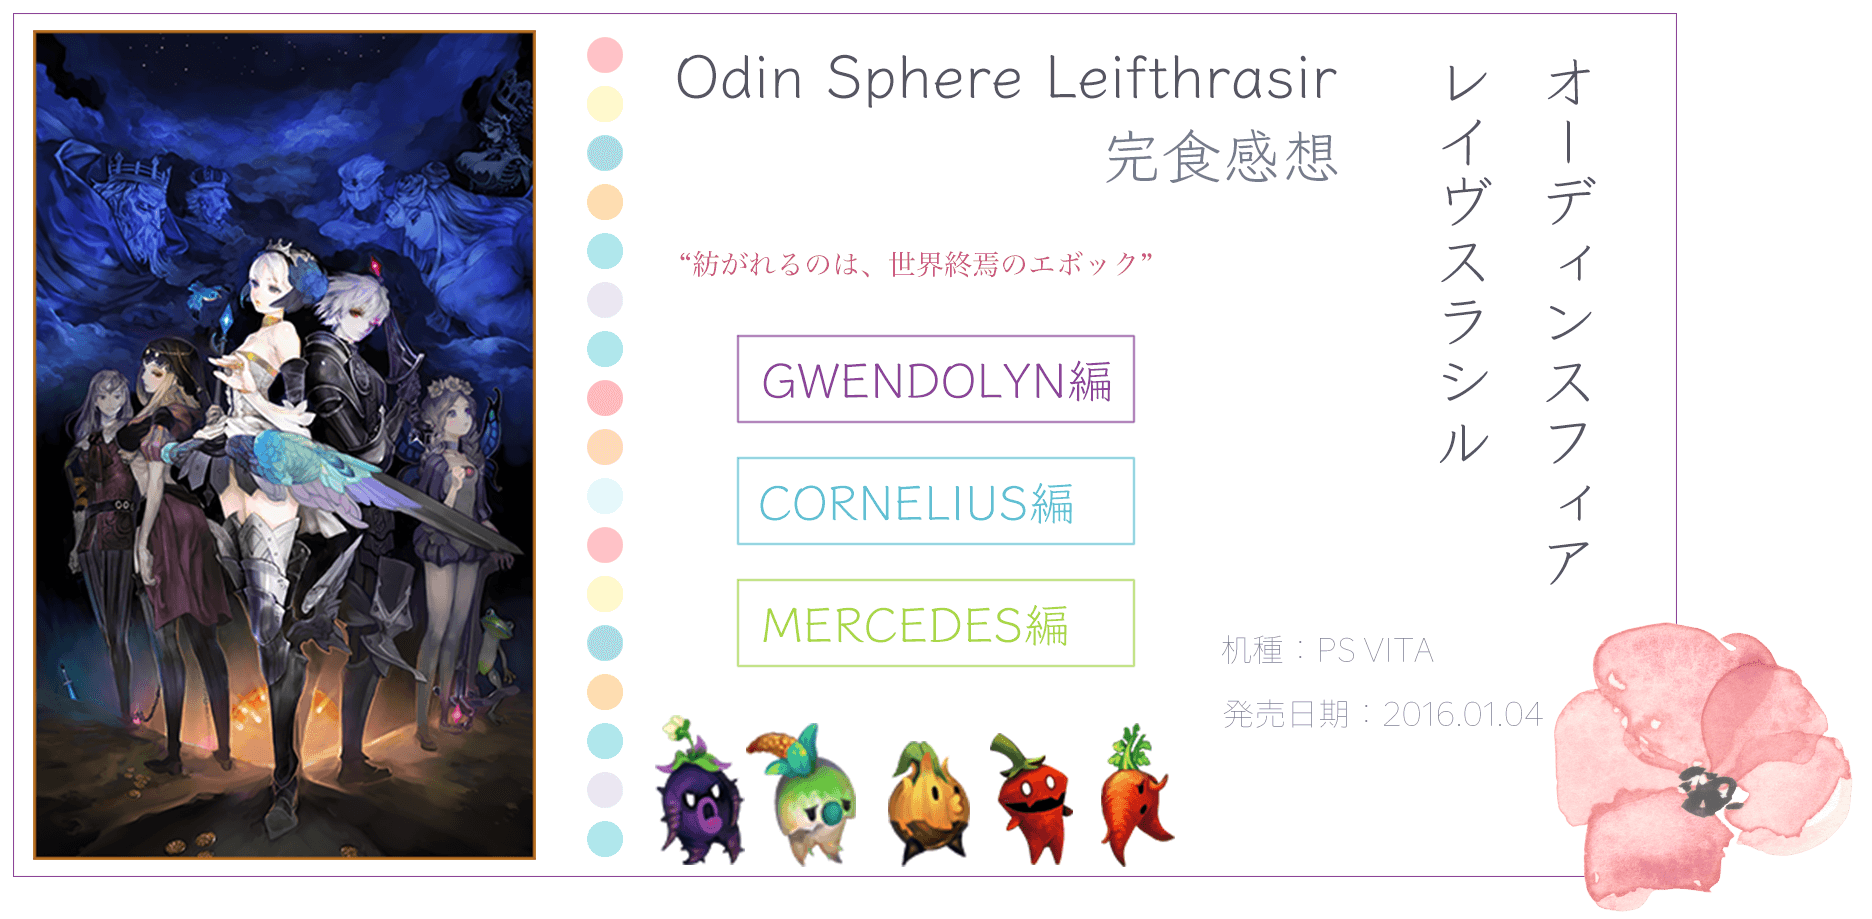 Odin Sphere Leifthrasir
完食感想
オーディンスフィア
レイヴスラシル
“紡がれるのは、世界終焉のエボック”
GWENDOLYN編
CORNELIUS編
MERCEDES編
机種：PS VITA
発売日期：2016.01.04